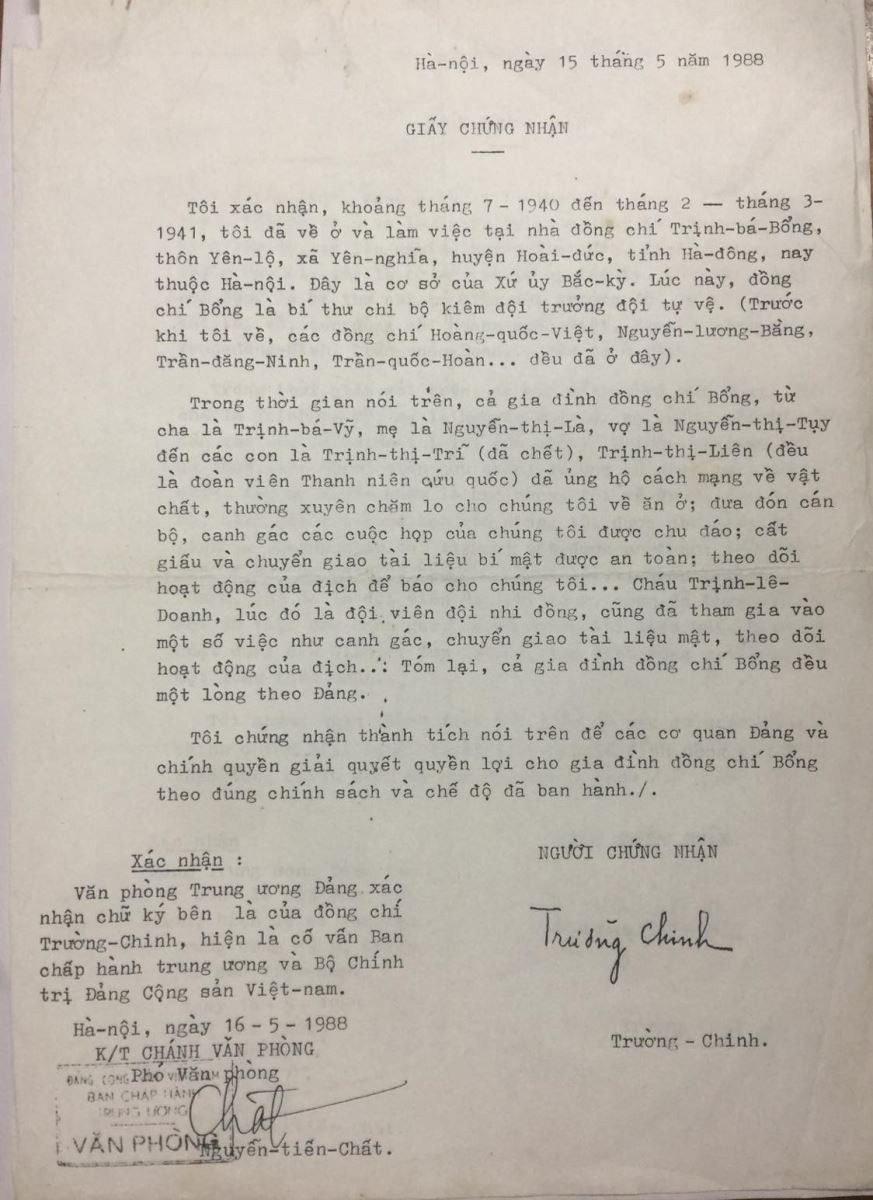 Hà-nội, ngày 15 tháng 5 năm 1988
GIẤY CHỨNG NHẬN
Tôi xác nhận, khoảng tháng 7 - 1940 đến tháng 2 — tháng 3-
1941, tôi đã về ở và làm việc tại nhà đồng chí Trịnh-bá-Bổng,
thôn Yên-lộ, xã Yên-nghĩa, huyện Hoài-đức, tỉnh Hà-đông, nay
thuộc Hà-nội. Đây là cơ sở của Xứ ủy Bắc-kỳ. Lúc này, đồng
chí Bổng là bí thư chi bộ kiêm đội trưởng đội tự vệ. (Trước
khi tôi về, các đồng chí Hoàng-quốc-Việt, Nguyễn-lương-Bằng,
Trần-đăng-Ninh, Trần-quốc-Hoàn... đều đã ở đây).
Trong thời gian nói trên, cả gia đình đồng chí Bổng, từ
cha là Trịnh-bá-Vỹ, mẹ là Nguyễn-thị-Là, vợ là Nguyễn-thị-Tụy
đến các con là Trịnh-thị-Trĩ (đã chết), Trịnh-thị-Liên (đều
là đoàn viên Thanh niên cứu quốc) đã ủng hộ cách mạng về vật
chất, thường xuyên chăm lo cho chúng tôi về ăn ở; đưa đón cán
bộ, canh gác các cuộc họp của chúng tôi được chu đáo; cất
giấu và chuyển giao tài liệu bí mật được an toàn; theo dõi
hoạt động của địch để báo cho chúng tôi... Cháu Trịnh-lê-
Doanh, lúc đó là đội viên đội nhi đồng, cũng đã tham gia vào
một số việc như canh gác, chuyển giao tài liệu mật, theo dõi
hoạt động của địch... Tóm lại, cả gia đình đồng chí Bổng đều
một lòng theo Đảng.
Tôi chứng nhận thành tích nói trên để các cơ quan Đảng và
chính quyền giải quyết quyền lợi cho gia đình đồng chí Bổng
theo đúng chính sách và chế độ đã ban hành./.
NGƯỜI CHỨNG NHẬN
Trường Chinh
Trường - Chinh.
Xác nhận :
Văn phòng Trung ương Đảng xác
nhận chữ ký bên là của đồng chí
Trường-Chinh, hiện là cố vấn Ban
chấp hành trung ương và Bộ Chính
trị Đảng Cộng sản Việt-nam.
Hà-nội, ngày 16 - 5 - 1988
K/T CHÁNH VĂN PHÒNG
Phó Văn phòng
BAN CHẤP HÀNH
TRUNG ƯƠNG
VĂN PHÒNG
Chất
Nguyễn-tiến-Chất.